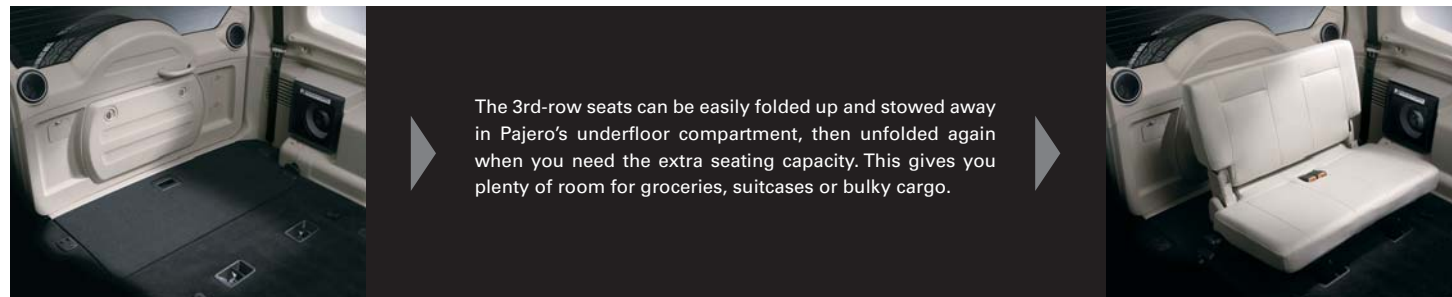 The 3rd-row seats can be easily folded up and stowed away
in Pajero's underfloor compartment, then unfolded again
when you need the extra seating capacity. This gives you
plenty of room for groceries, suitcases or bulky cargo.